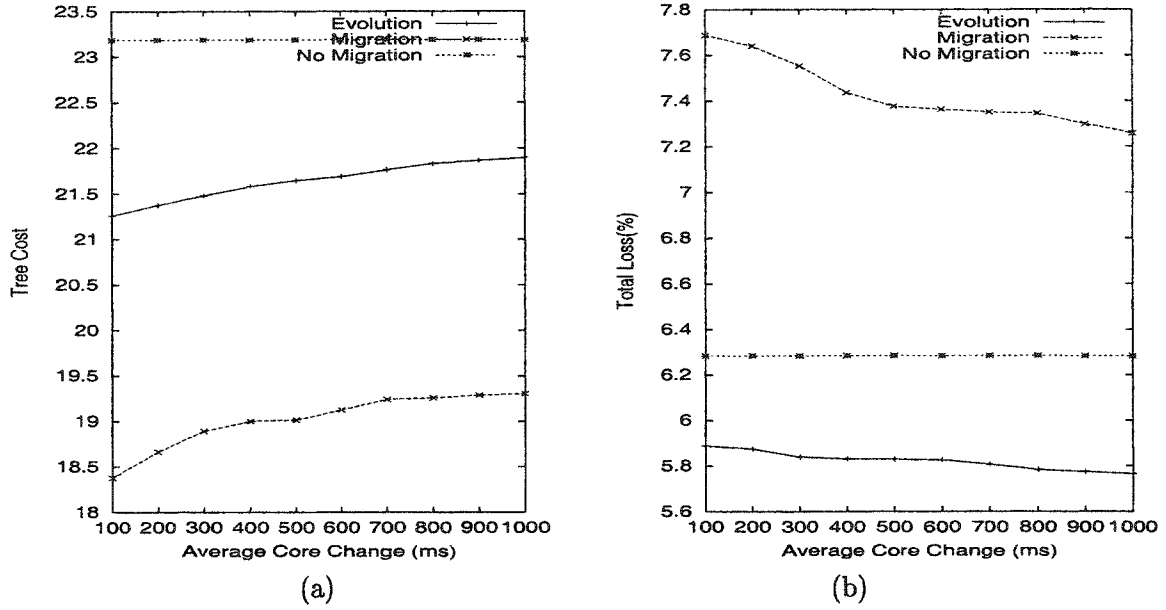 23.5
23
22.5
22
21.5
21
20.5
20
19.5
19
18.5
18
Tree Cost
Evolution
Migration
No Migration
100 200 300 400 500 600 700 800 900 1000
Average Core Change (ms)
(a)
7.8
7.6
7.4
7.2
7
6.8
6.6
6.4
6.2
6
5.8
5.6
Total Loss(%)
Evolution
Migration
No Migration
100 200 300 400 500 600 700 800 900 1000
Average Core Change (ms)
(b)